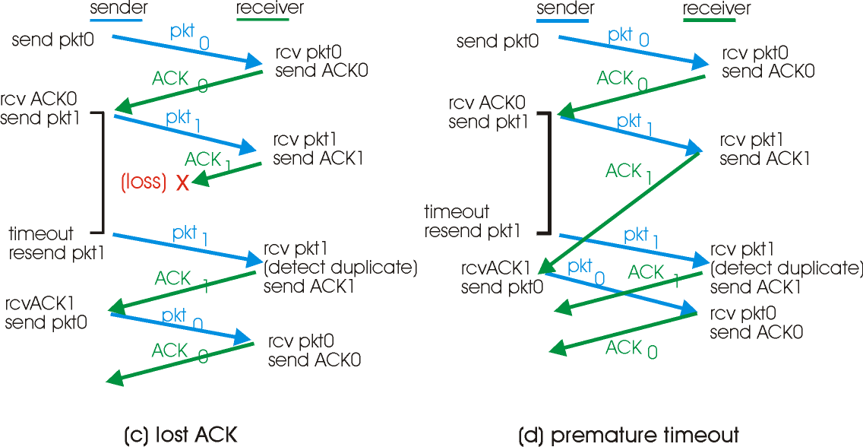 sender receiver
send pkt0
pkt 0
rcv pkt0
send ACK0
ACK 0
rcv ACK0
send pkt1
pkt 1
rcv pkt1
send ACK1
ACK 1
(loss) X
timeout
resend pkt1
pkt 1
rcv pkt1
(detect duplicate)
send ACK1
ACK 1
rcvACK1
send pkt0
pkt 0
rcv pkt0
send ACK0
ACK 0
(c) lost ACK
sender receiver
send pkt0
pkt 0
rcv pkt0
send ACK0
ACK 0
rcv ACK0
send pkt1
pkt 1
rcv pkt1
send ACK1
ACK 1
timeout
resend pkt1
pkt 1
rcv pkt1
(detect duplicate)
send ACK1
rcvACK1
send pkt0
pkt 0
ACK 1
rcv pkt0
send ACK0
ACK 0
(d) premature timeout